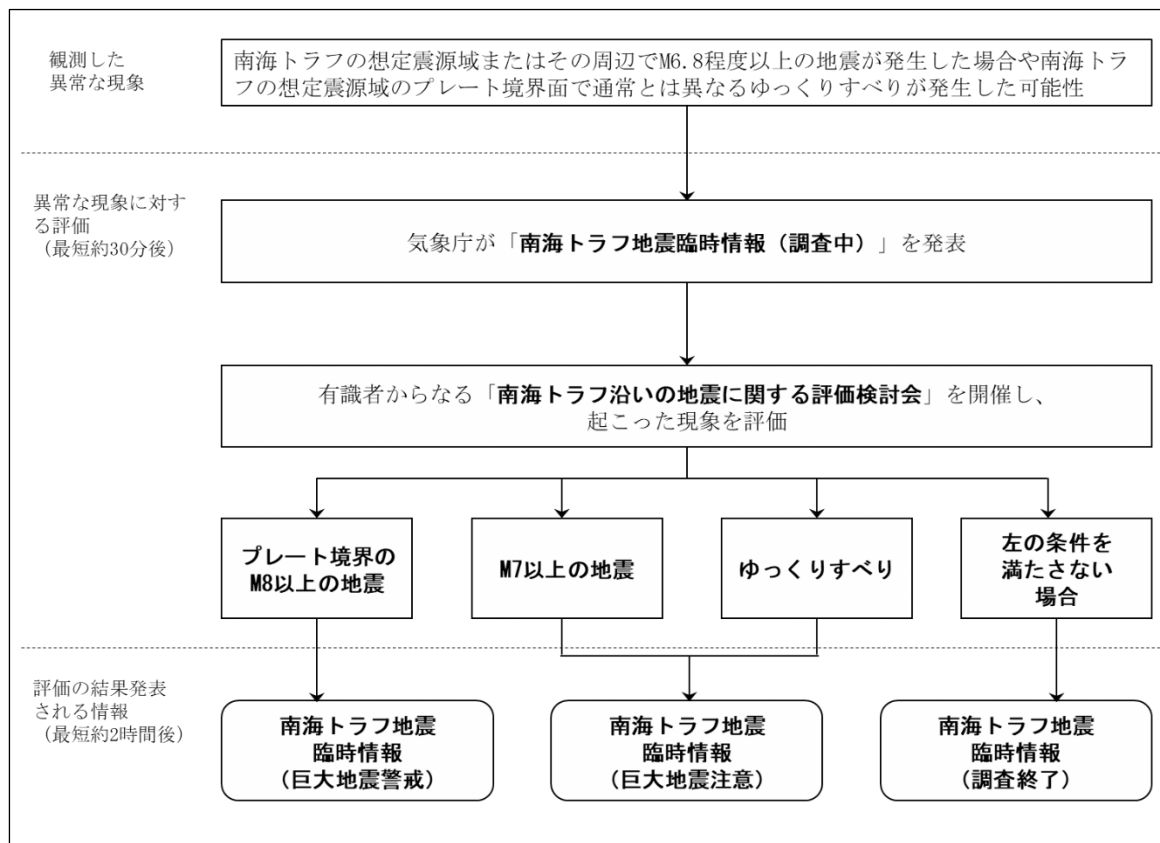 観測した
異常な現象
南海トラフの想定震源域またはその周辺でM6.8程度以上の地震が発生した場合や南海トラ
フの想定震源域のプレート境界面で通常とは異なるゆっくりすべりが発生した可能性
異常な現象に対す
る評価
（最短約30分後）
気象庁が「南海トラフ地震臨時情報（調査中）」を発表
有識者からなる「南海トラフ沿いの地震に関する評価検討会」を開催し、
起こった現象を評価
プレート境界の
M8以上の地震
M7以上の地震
ゆっくりすべり
左の条件を
満たさない
場合
評価の結果発表
される情報
（最短約2時間後）
南海トラフ地震
臨時情報
（巨大地震警戒）
南海トラフ地震
臨時情報
（巨大地震注意）
南海トラフ地震
臨時情報
（調査終了）